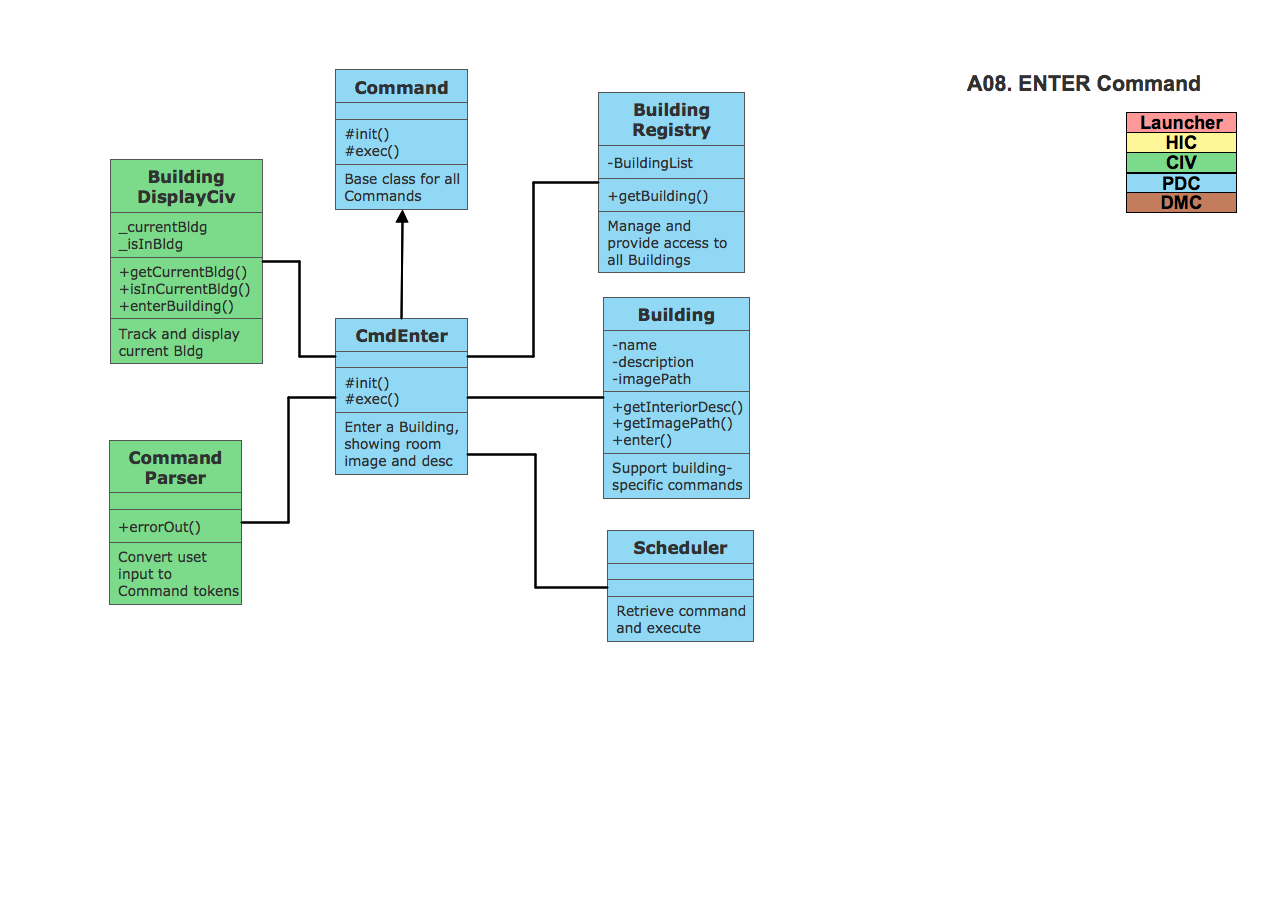 A08. ENTER Command
Launcher
HIC
CIV
PDC
DMC
Command
#init()
#exec()
Base class for all
Commands
Building
Registry
-BuildingList
+getBuilding()
Manage and
provide access to
all Buildings
Building
DisplayCiv
_currentBldg
_isInBldg
+getCurrentBldg()
+isInCurrentBldg()
+enterBuilding()
Track and display
current Bldg
CmdEnter
#init()
#exec()
Enter a Building,
showing room
image and desc
Building
-name
-description
-imagePath
+getInteriorDesc()
+getImagePath()
+enter()
Support building-
specific commands
Command
Parser
+errorOut()
Convert uset
input to
Command tokens
Scheduler
Retrieve command
and execute